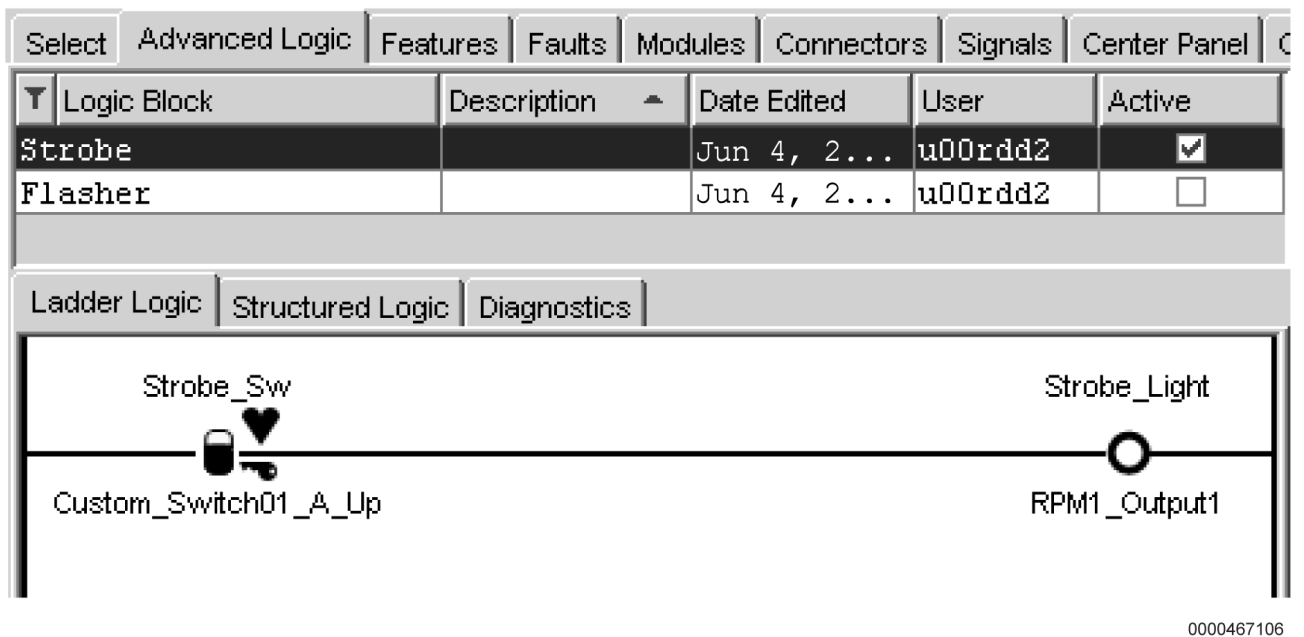 Select Advanced Logic Features Faults Modules Connectors Signals Center Panel
Logic Block Description Date Edited User Active
Strobe Jun 4, 2... u00rdd2
Flasher Jun 4, 2... u00rdd2
Ladder Logic Structured Logic Diagnostics
Strobe_Sw Strobe_Light
Custom_Switch01_A_Up RPM1_Output1
0000467106